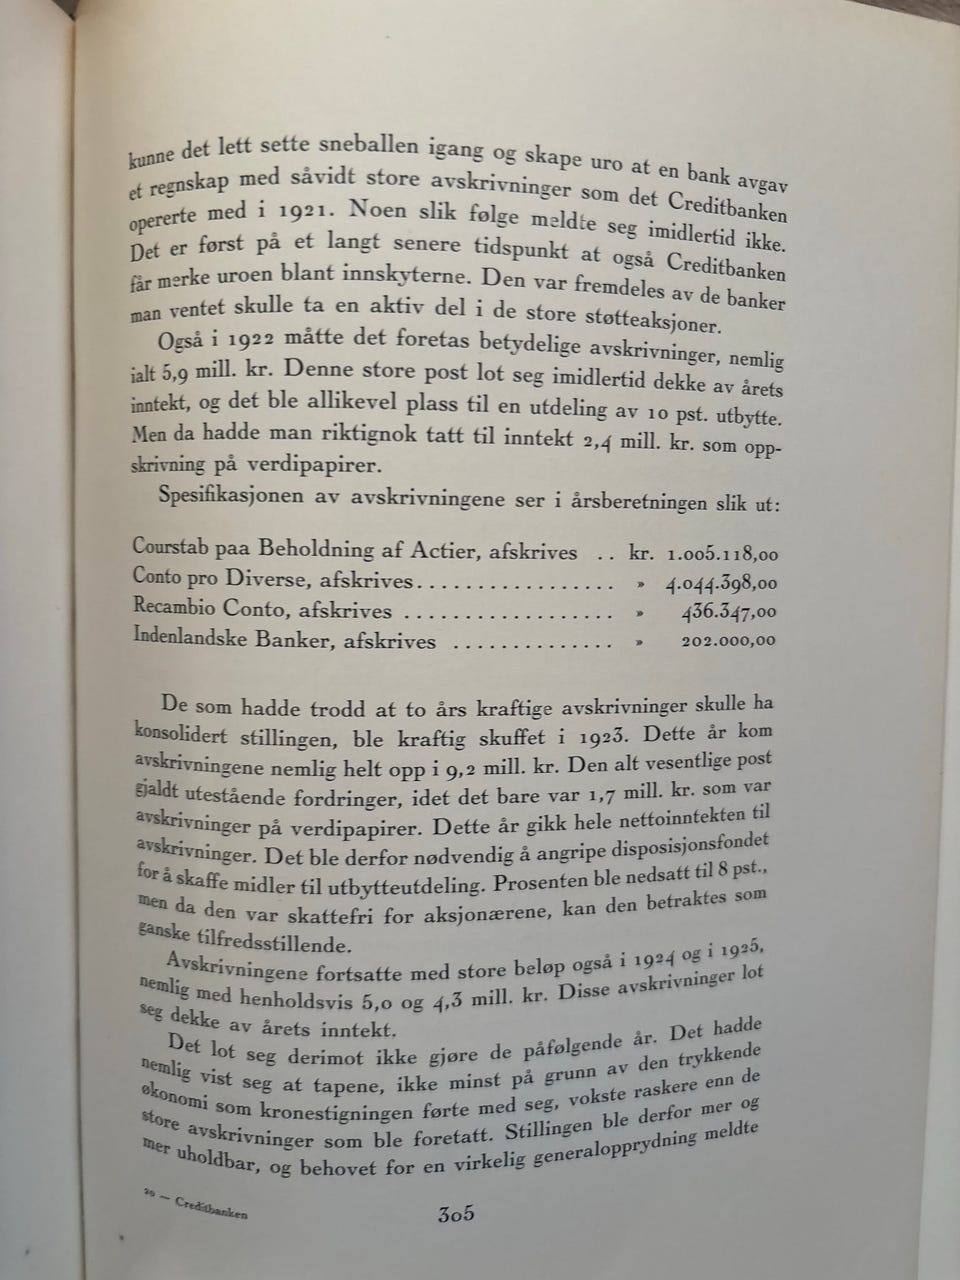 kunne det lett sette sneballen igang og skape uro at en bank avgav
et regnskap med såvidt store avskrivninger som det Creditbanken
opererte med i 1921. Noen slik følge meldte seg imidlertid ikke.
Det er først på et langt senere tidspunkt at også Creditbanken
får merke uroen blant innskyterne. Den var fremdeles av de banker
man ventet skulle ta en aktiv del i de store støtteaksjoner.
Også i 1922 måtte det foretas betydelige avskrivninger, nemlig
ialt 5,9 mill. kr. Denne store post lot seg imidlertid dekke av årets
inntekt, og det ble allikevel plass til en utdeling av 10 pst. utbytte.
Men da hadde man riktignok tatt til inntekt 2,4 mill. kr. som opp-
skrivning på verdipapirer.
Spesifikasjonen av avskrivningene ser i årsberetningen slik ut:
Courstab paa Beholdning af Actier, afskrives .. kr. 1.005.118,00
Conto pro Diverse, afskrives................. » 4.044.398,00
Recambio Conto, afskrives .................. » 436.347,00
Indenlandske Banker, afskrives .............. » 202.000,00
De som hadde trodd at to års kraftige avskrivninger skulle ha
konsolidert stillingen, ble kraftig skuffet i 1923. Dette år kom
avskrivningene nemlig helt opp i 9,2 mill. kr. Den alt vesentlige post
gjaldt utestående fordringer, idet det bare var 1,7 mill. kr. som var
avskrivninger på verdipapirer. Dette år gikk hele nettoinntekten til
avskrivninger. Det ble derfor nødvendig å angripe disposisjonsfondet
for å skaffe midler til utbytteutdeling. Prosenten ble nedsatt til 8 pst.,
men da den var skattefri for aksjonærene, kan den betraktes som
ganske tilfredsstillende.
Avskrivningene fortsatte med store beløp også i 1924 og i 1925,
nemlig med henholdsvis 5,0 og 4,3 mill. kr. Disse avskrivninger lot
seg dekke av årets inntekt.
Det lot seg derimot ikke gjøre de påfølgende år. Det hadde
nemlig vist seg at tapene, ikke minst på grunn av den trykkende
økonomi som kronestigningen førte med seg, vokste raskere enn de
store avskrivninger som ble foretatt. Stillingen ble derfor mer og
mer uholdbar, og behovet for en virkelig generalopprydning meldte
20 — Creditbanken
305